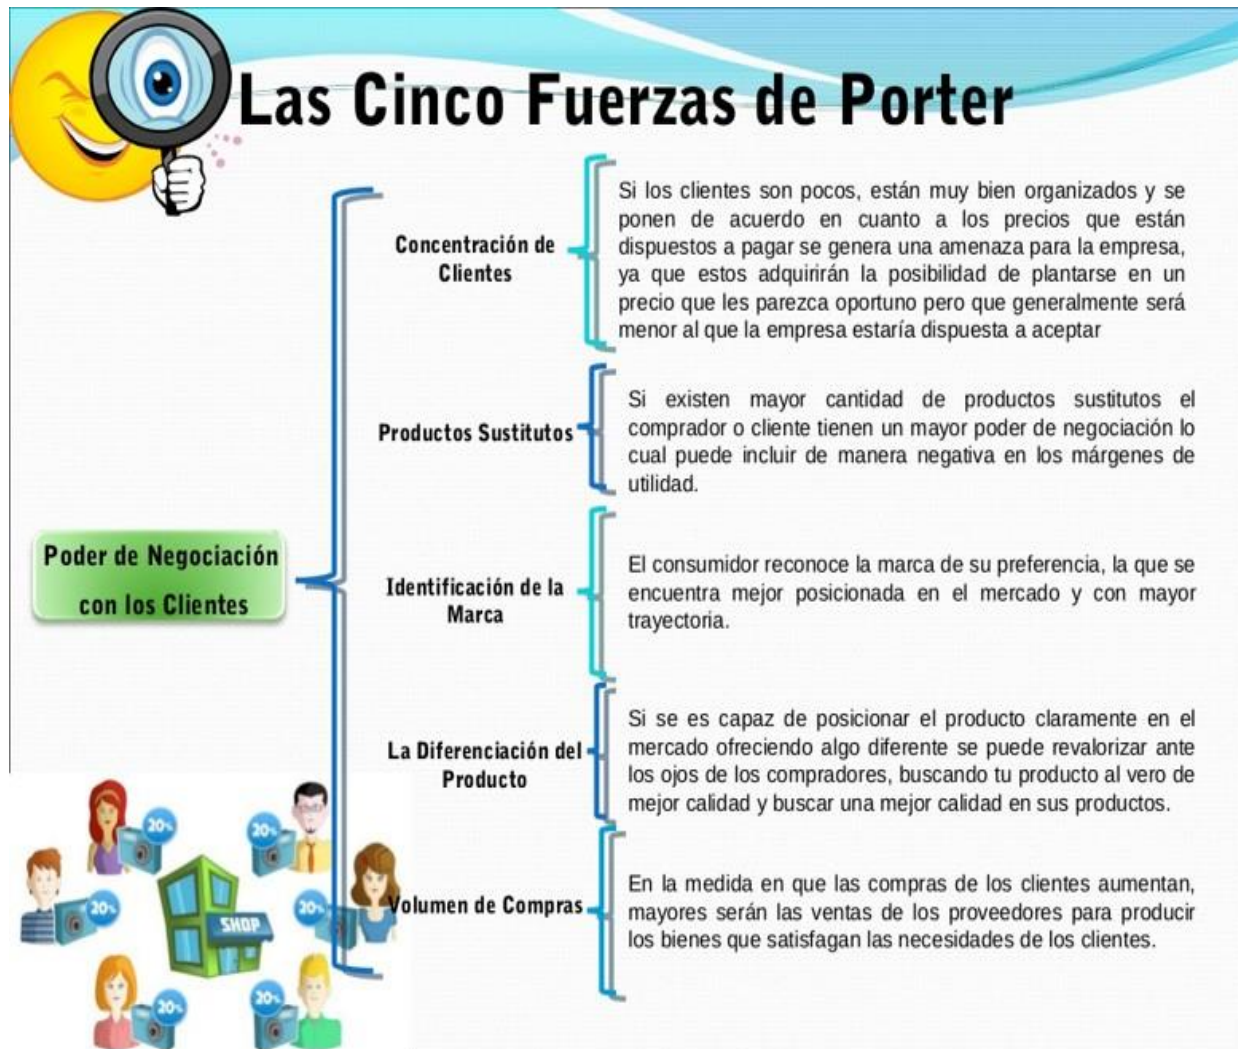 Las Cinco Fuerzas de Porter
Poder de Negociación
con los Clientes
Concentración de
Clientes
Si los clientes son pocos, están muy bien organizados y se
ponen de acuerdo en cuanto a los precios que están
dispuestos a pagar se genera una amenaza para la empresa,
ya que estos adquirirán la posibilidad de plantarse en un
precio que les parezca oportuno pero que generalmente será
menor al que la empresa estaría dispuesta a aceptar
Productos Sustitutos
Si existen mayor cantidad de productos sustitutos el
comprador o cliente tienen un mayor poder de negociación lo
cual puede incluir de manera negativa en los márgenes de
utilidad.
Identificación de la
Marca
El consumidor reconoce la marca de su preferencia, la que se
encuentra mejor posicionada en el mercado y con mayor
trayectoria.
La Diferenciación del
Producto
Si se es capaz de posicionar el producto claramente en el
mercado ofreciendo algo diferente se puede revalorizar ante
los ojos de los compradores, buscando tu producto al vero de
mejor calidad y buscar una mejor calidad en sus productos.
Volumen de Compras
En la medida en que las compras de los clientes aumentan,
mayores serán las ventas de los proveedores para producir
los bienes que satisfagan las necesidades de los clientes.
20%
20%
20%
20%
SHOP
20%
20%